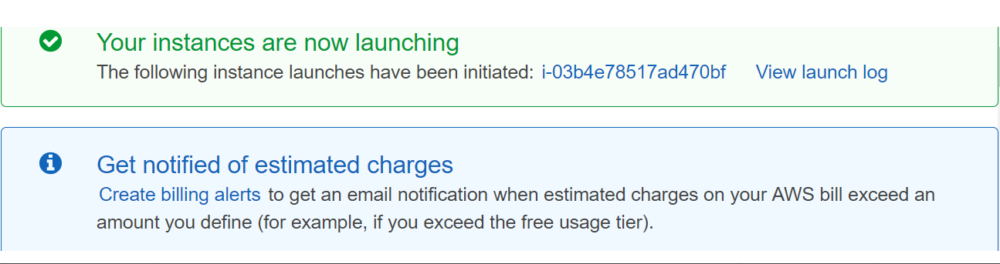 Your instances are now launching
The following instance launches have been initiated: i-03b4e78517ad470bf View launch log
Get notified of estimated charges
Create billing alerts to get an email notification when estimated charges on your AWS bill exceed an
amount you define (for example, if you exceed the free usage tier).